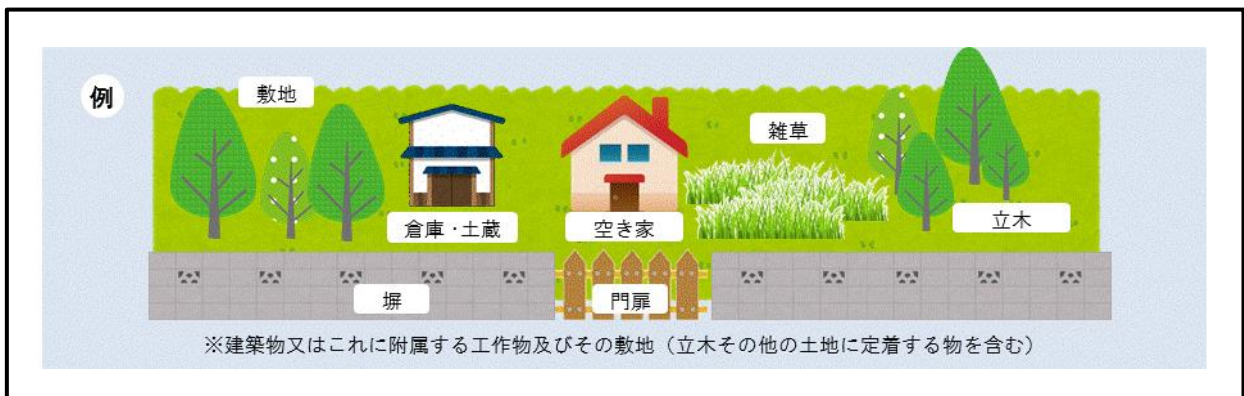 例
敷地
雑草
倉庫・土蔵
空き家
立木
塀
門扉
※建築物又はこれに附属する工作物及びその敷地（立木その他の土地に定着する物を含む）